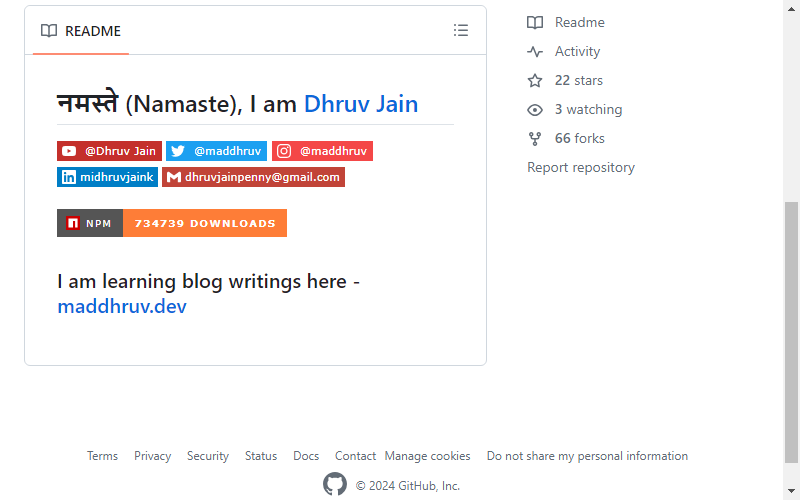 README
नमस्ते (Namaste), I am Dhruv Jain
@Dhruv Jain @maddhruv @maddhruv
midhruvjaink dhruvjainpenny@gmail.com
NPM 734739 DOWNLOADS
I am learning blog writings here -
maddhruv.dev
Readme
Activity
22 stars
3 watching
66 forks
Report repository
Terms Privacy Security Status Docs Contact Manage cookies Do not share my personal information
© 2024 GitHub, Inc.